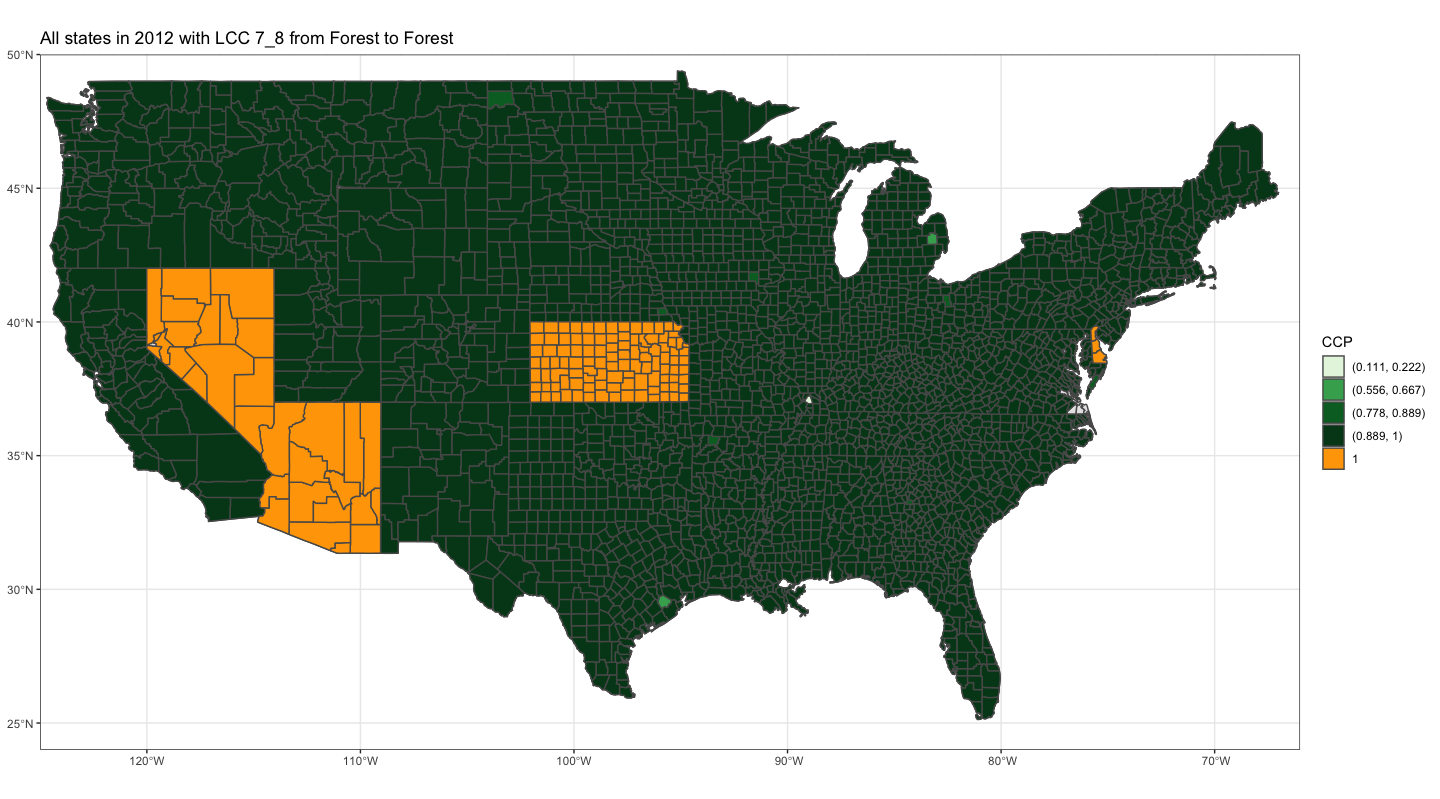 All states in 2012 with LCC 7_8 from Forest to Forest
50°N
45°N
40°N
35°N
30°N
25°N
120°W
110°W
100°W
90°W
80°W
70°W
CCP
(0.111, 0.222)
(0.556, 0.667)
(0.778, 0.889)
(0.889, 1)
1